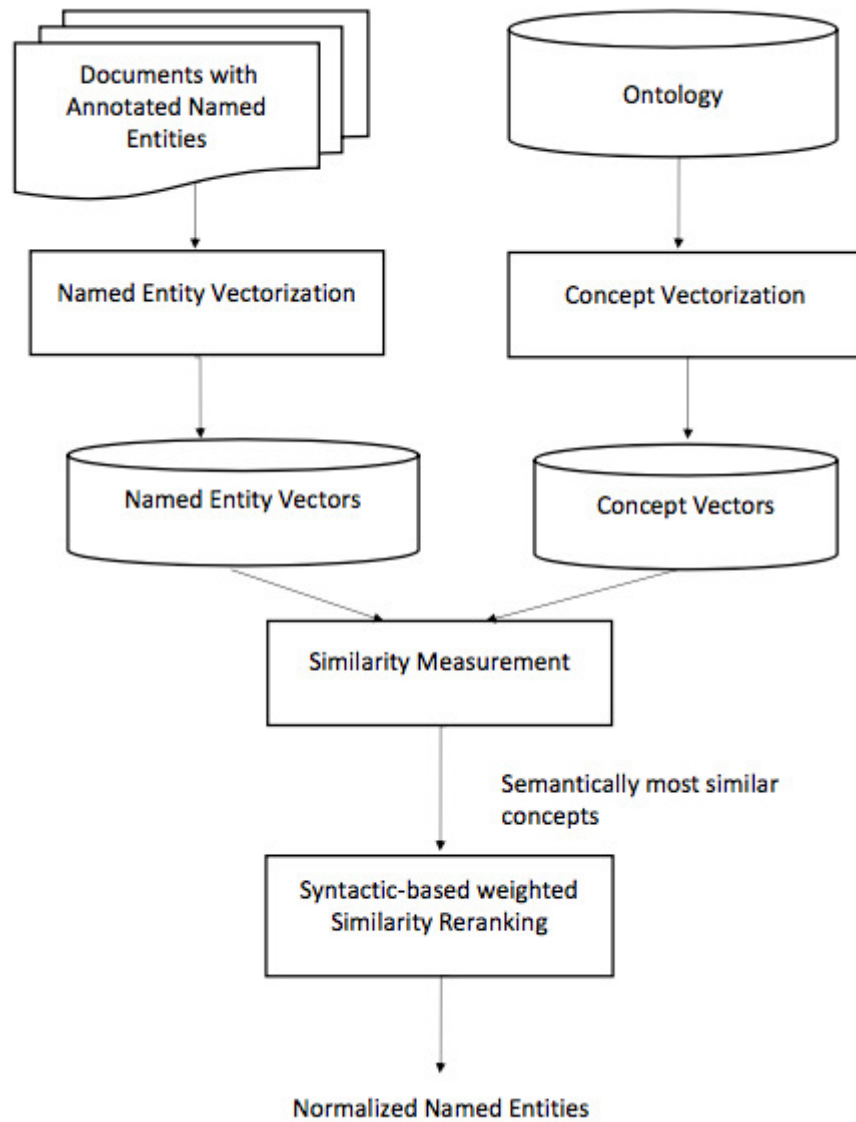 Documents with
Annotated Named
Entities
Ontology
Named Entity Vectorization
Concept Vectorization
Named Entity Vectors
Concept Vectors
Similarity Measurement
Semantically most similar
concepts
Syntactic-based weighted
Similarity Reranking
Normalized Named Entities